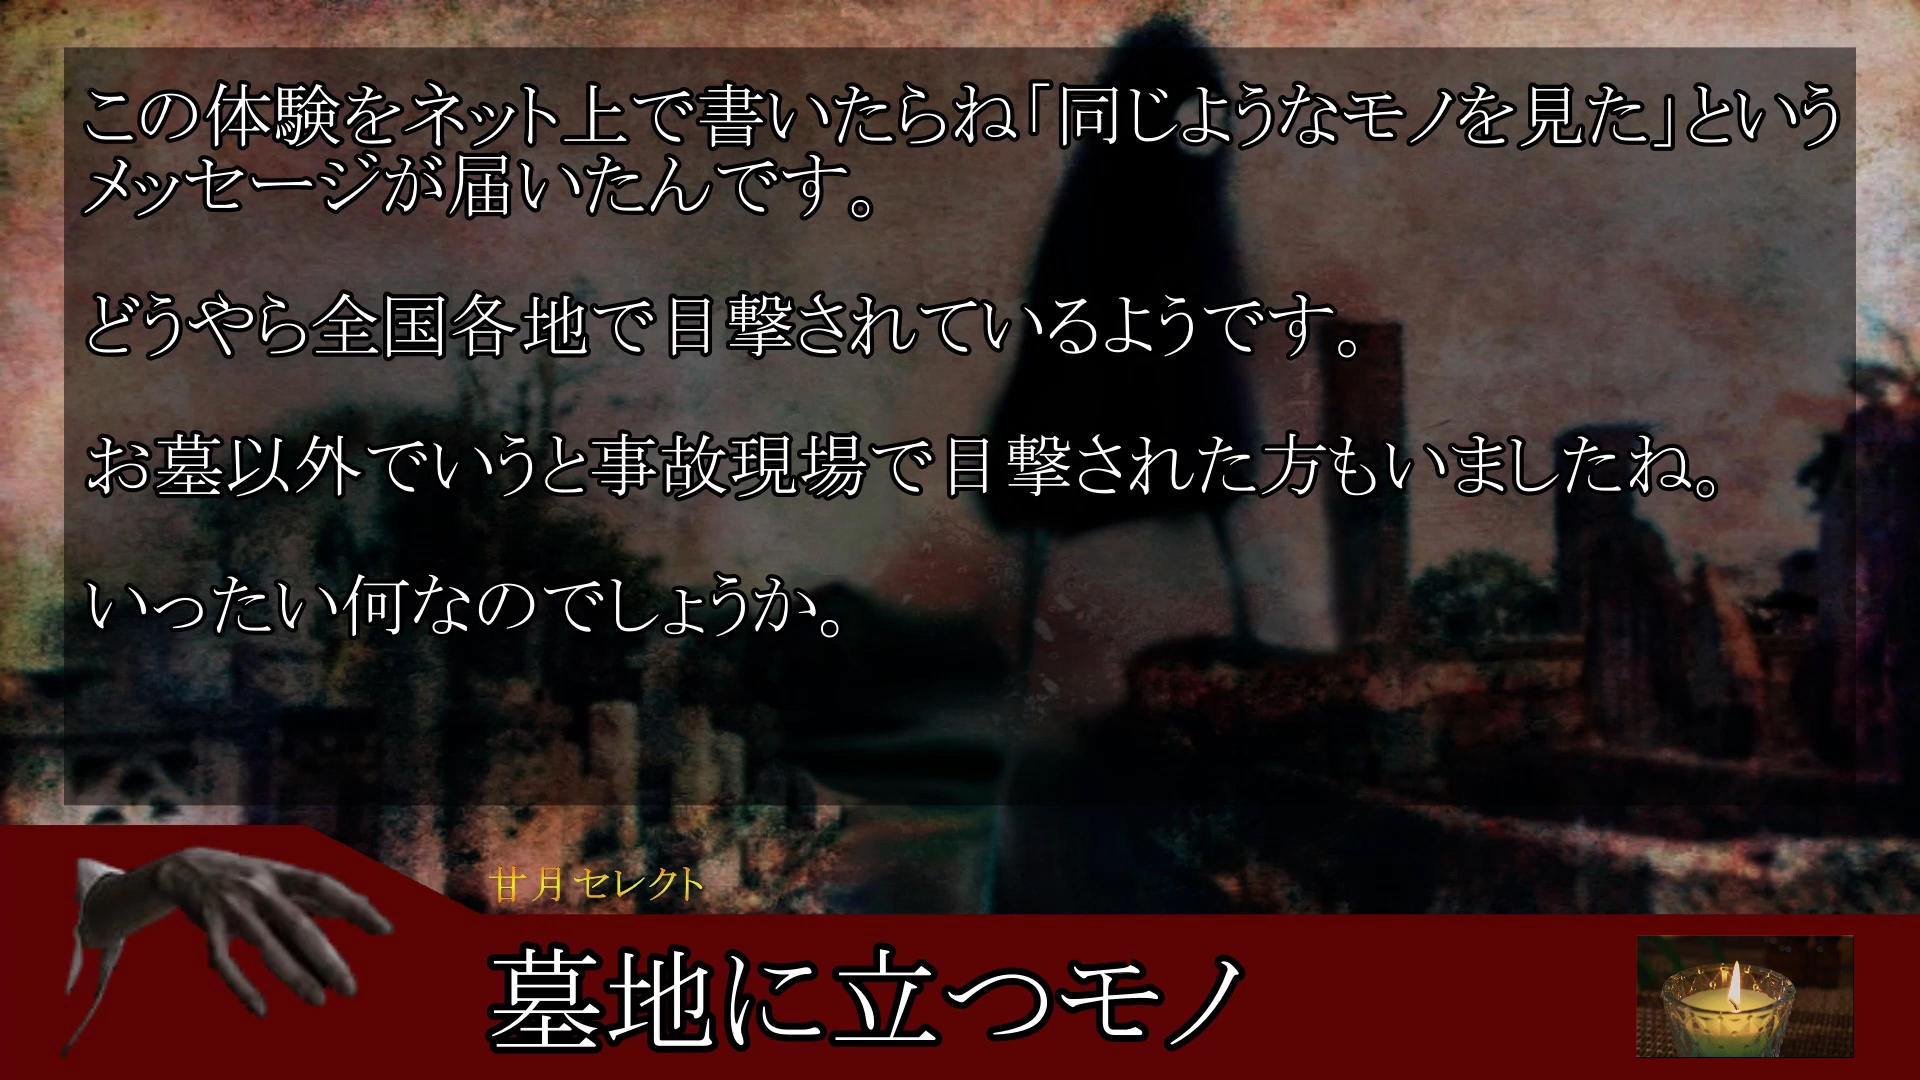 この体験をネット上で書いたらね「同じようなモノを見た」という
メッセージが届いたんです。
どうやら全国各地で目撃されているようです。
お墓以外でいうと事故現場で目撃された方もいましたね。
いったい何なのでしょうか。
甘月セレクト
墓地に立つモノ